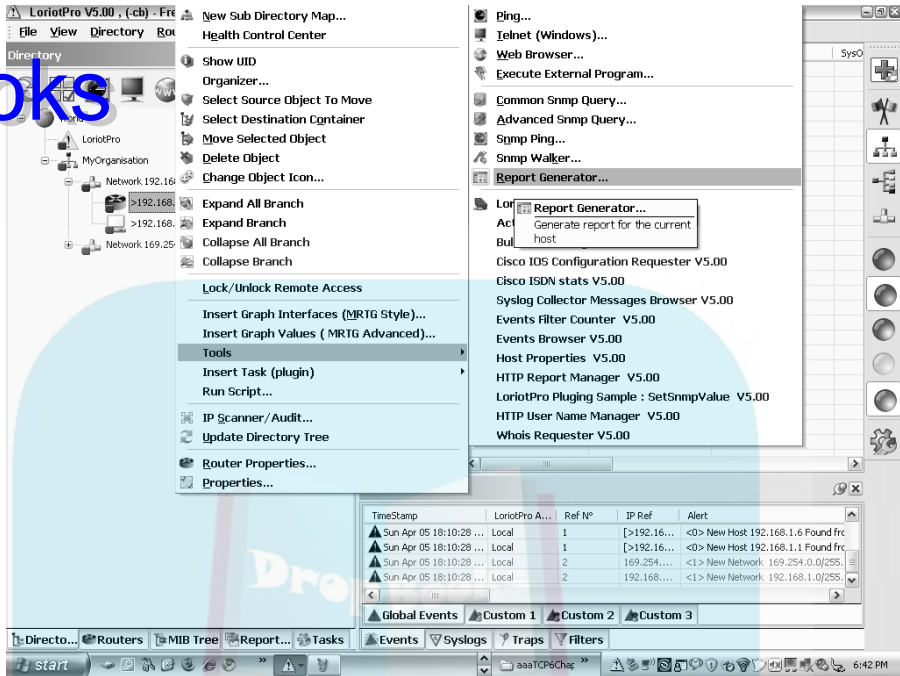 LoriotPro V5.00 , (-cb) - Fre
File View Directory Rou
Directory
oks
World
LoriotPro
MyOrganisation
Network 192.16
>192.168.
>192.168.
Network 169.25
New Sub Directory Map...
Health Control Center
Show UID
Organizer...
Select Source Object To Move
Select Destination Container
Move Selected Object
Delete Object
Change Object Icon...
Expand All Branch
Expand Branch
Collapse All Branch
Collapse Branch
Lock/Unlock Remote Access
Insert Graph Interfaces (MRTG Style)...
Insert Graph Values ( MRTG Advanced)...
Tools
Insert Task (plugin)
Run Script...
IP Scanner/Audit...
Update Directory Tree
Router Properties...
Properties...
Ping...
Telnet (Windows)...
Web Browser...
Execute External Program...
Common Snmp Query...
Advanced Snmp Query...
Snmp Ping...
Snmp Walker...
Report Generator...
Lor
Act
Bul
Report Generator...
Generate report for the current
host
Cisco IOS Configuration Requester V5.00
Cisco ISDN stats V5.00
Syslog Collector Messages Browser V5.00
Events Filter Counter V5.00
Events Browser V5.00
Host Properties V5.00
HTTP Report Manager V5.00
LoriotPro Pluging Sample : SetSnmpValue V5.00
HTTP User Name Manager V5.00
Whois Requester V5.00
SysO
TimeStamp LoriotPro A... Ref N° IP Ref Alert
Sun Apr 05 18:10:28 ... Local 1 [>192.16... <0> New Host 192.168.1.6 Found fro
Sun Apr 05 18:10:28 ... Local 1 [>192.16... <0> New Host 192.168.1.1 Found fro
Sun Apr 05 18:10:28 ... Local 2 169.254.... <1> New Network 169.254.0.0/255.
Sun Apr 05 18:10:28 ... Local 2 192.168.... <1> New Network 192.168.1.0/255.
Global Events Custom 1 Custom 2 Custom 3
Directo... Routers MIB Tree Report... Tasks
Events Syslogs Traps Filters
start
aaaTCP6Chap
6:42 PM